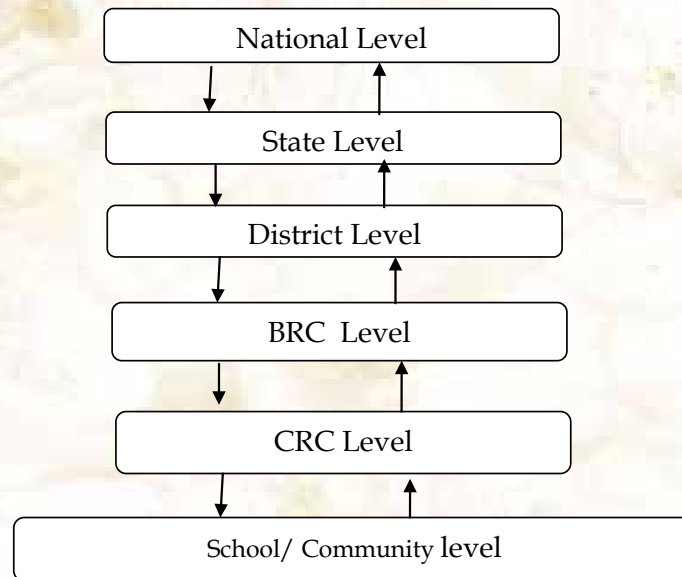 National Level
State Level
District Level
BRC Level
CRC Level
School/ Community level